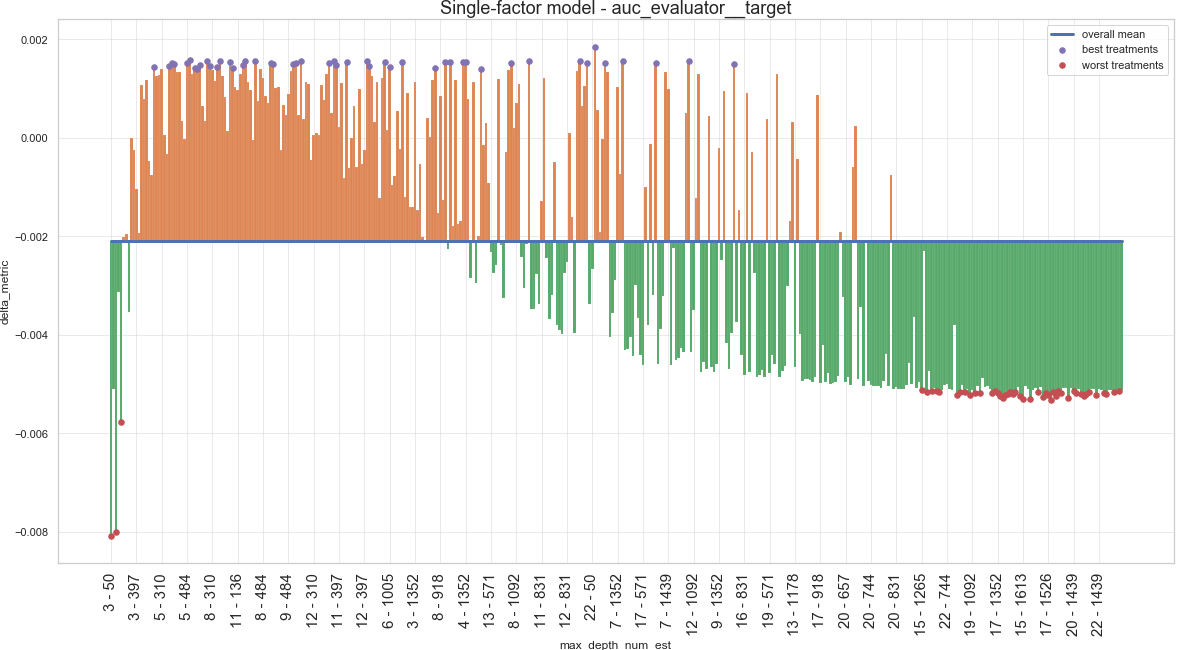 Single-factor model - auc_evaluator__target
overall mean
best treatments
worst treatments
0.002
0.000
−0.002
−0.004
−0.006
−0.008
delta_metric
3 - 50
3 - 397
5 - 310
5 - 484
8 - 310
11 - 136
8 - 484
9 - 484
12 - 310
11 - 397
12 - 397
6 - 1005
3 - 1352
8 - 918
4 - 1352
13 - 571
8 - 1092
11 - 831
12 - 831
22 - 50
7 - 1352
17 - 571
7 - 1439
12 - 1092
9 - 1352
16 - 831
19 - 571
13 - 1178
17 - 918
20 - 657
20 - 744
20 - 831
15 - 1265
22 - 744
19 - 1092
17 - 1352
15 - 1613
17 - 1526
20 - 1439
22 - 1439
max_depth_num_est